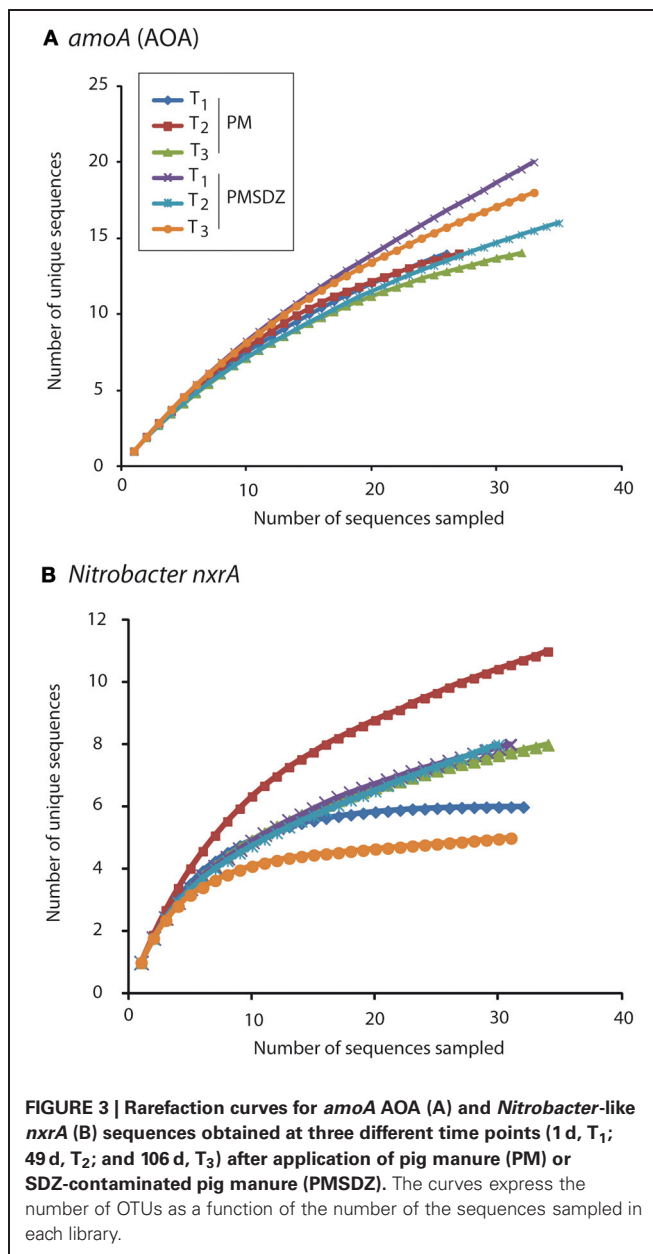 A amoA (AOA)
25
20
15
10
5
0
Number of unique sequences
T1
T2
T3
PM
T1
T2
T3
PMSDZ
0 10 20 30 40
Number of sequences sampled
B Nitrobacter nxrA
12
10
8
6
4
2
0
Number of unique sequences
0 10 20 30 40
Number of sequences sampled
FIGURE 3 | Rarefaction curves for amoA AOA (A) and Nitrobacter-like
nxrA (B) sequences obtained at three different time points (1 d, T1;
49 d, T2; and 106 d, T3) after application of pig manure (PM) or
SDZ-contaminated pig manure (PMSDZ). The curves express the
number of OTUs as a function of the number of the sequences sampled in
each library.